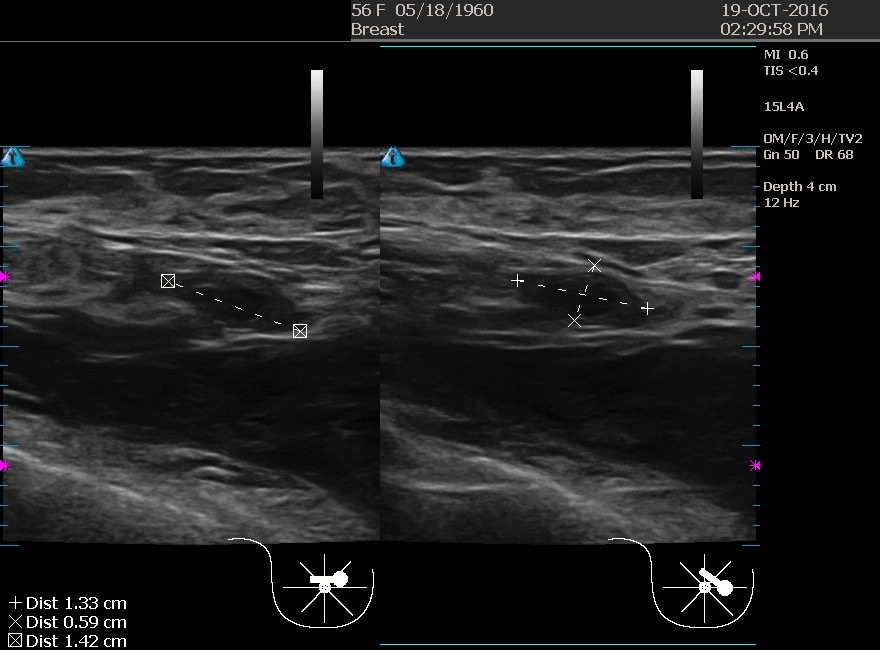 56 F 05/18/1960
Breast
19-OCT-2016
02:29:58 PM
MI 0.6
TIS <0.4
15L4A
OM/F/3/H/TV2
Gn 50 DR 68
Depth 4 cm
12 Hz
Dist 1.33 cm
Dist 0.59 cm
Dist 1.42 cm